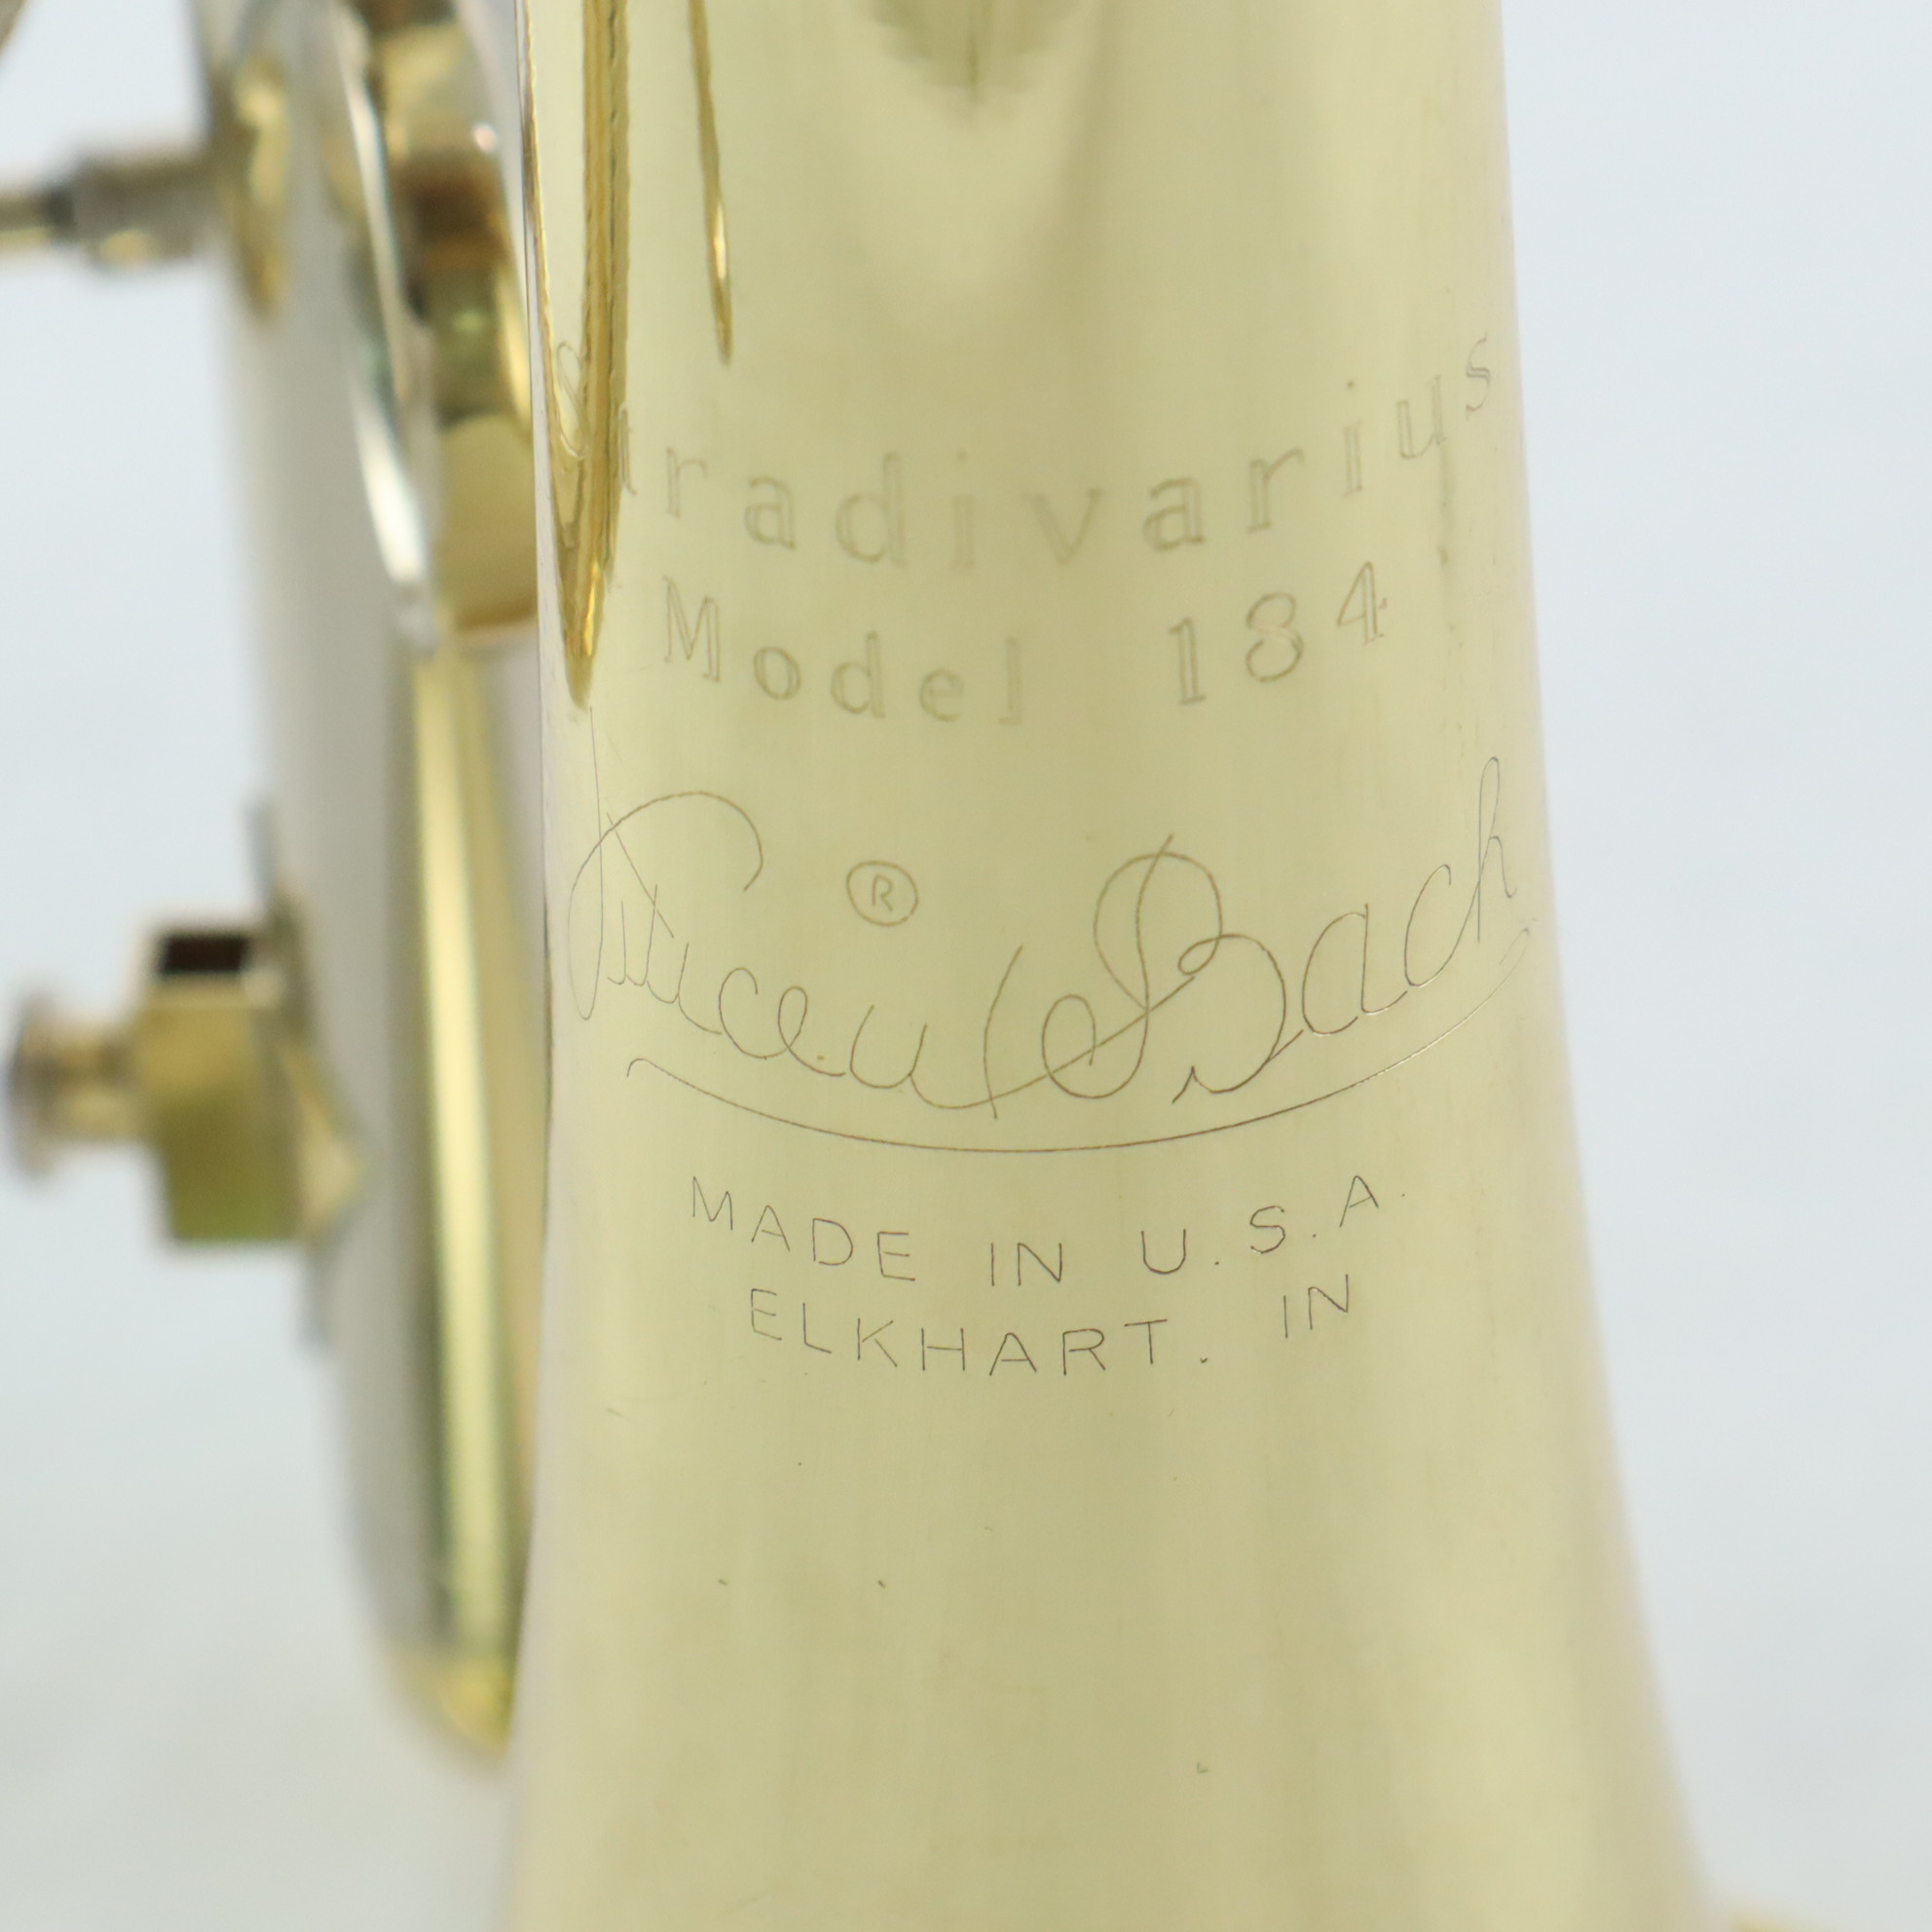 Stradivarius
Model 184
®
Vincent Bach
MADE IN U.S.A.
ELKHART. IN